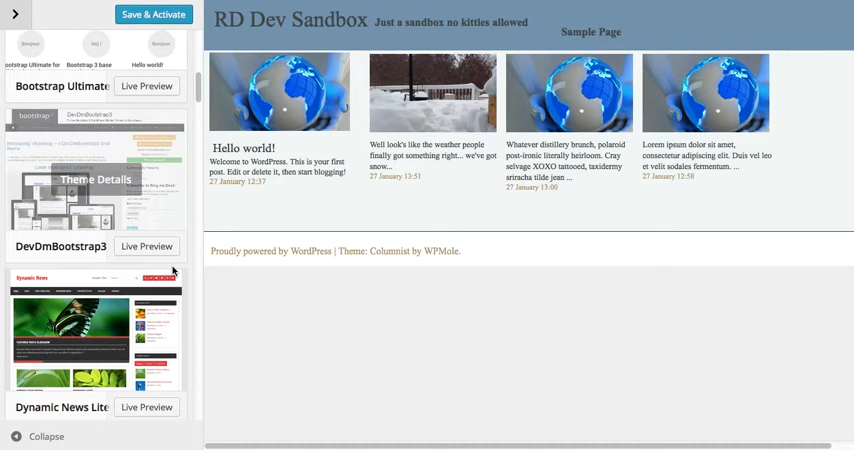 Save & Activate
Bonjour
Hej !
Bonjour
Bootstrap 3 base
Hello world!
Bootstrap Ultimate
Live Preview
bootstrap
DevDmBootstrap3
Theme Details
DevDmBootstrap3
Live Preview
Dynamic News
Dynamic News Lite
Live Preview
Collapse
RD Dev Sandbox
Just a sandbox no kitties allowed
Sample Page
Hello world!
Welcome to WordPress. This is your first
post. Edit or delete it, then start blogging!
27 January 12:37
Well look's like the weather people
finally got something right... we've got
snow...
27 January 13:51
Whatever distillery brunch, polaroid
post-ironic literally heirloom. Cray
selvage XOXO tattooed, taxidermy
sriracha tilde jean ...
27 January 13:00
Lorem ipsum dolor sit amet,
consectetur adipiscing elit. Duis vel leo
et velit sodales fermentum. ...
27 January 12:58
Proudly powered by WordPress | Theme: Columnist by WPMole.